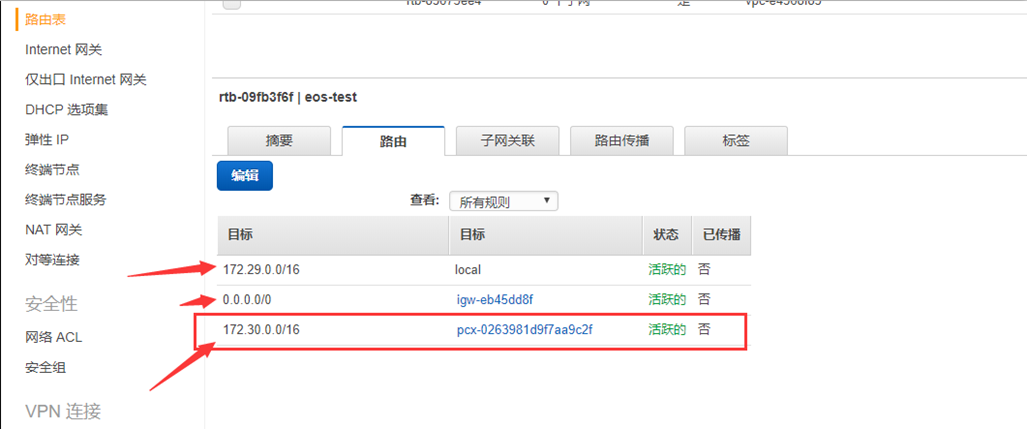 路由表
Internet 网关
仅出口 Internet 网关
DHCP 选项集
弹性 IP
终端节点
终端节点服务
NAT 网关
对等连接
安全性
网络 ACL
安全组
VPN 连接
rtb-09fb3f6f | eos-test
摘要 路由 子网关联 路由传播 标签
编辑
查看: 所有规则
目标 目标 状态 已传播
172.29.0.0/16 local 活跃的 否
0.0.0.0/0 igw-eb45dd8f 活跃的 否
172.30.0.0/16 pcx-0263981d9f7aa9c2f 活跃的 否